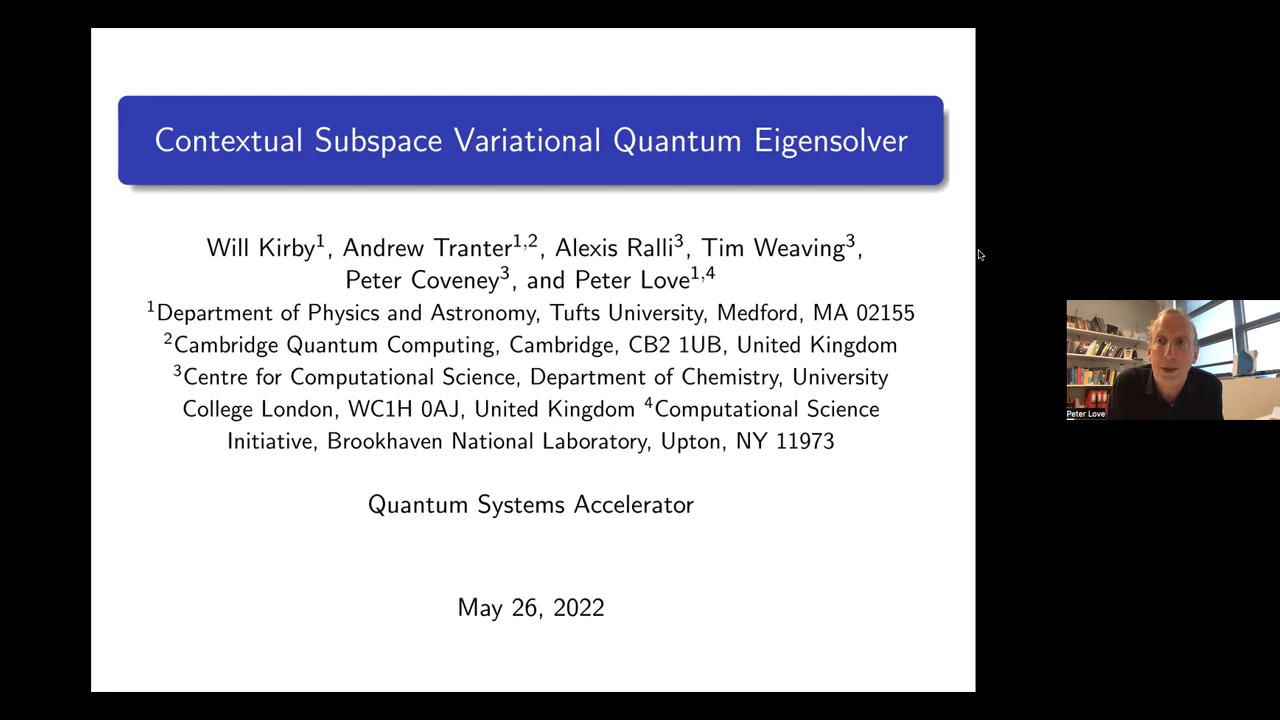 Contextual Subspace Variational Quantum Eigensolver
Will Kirby¹, Andrew Tranter¹,², Alexis Ralli³, Tim Weaving³,
Peter Coveney³, and Peter Love¹,⁴
¹Department of Physics and Astronomy, Tufts University, Medford, MA 02155
²Cambridge Quantum Computing, Cambridge, CB2 1UB, United Kingdom
³Centre for Computational Science, Department of Chemistry, University
College London, WC1H 0AJ, United Kingdom ⁴Computational Science
Initiative, Brookhaven National Laboratory, Upton, NY 11973
Quantum Systems Accelerator
May 26, 2022
Peter Love